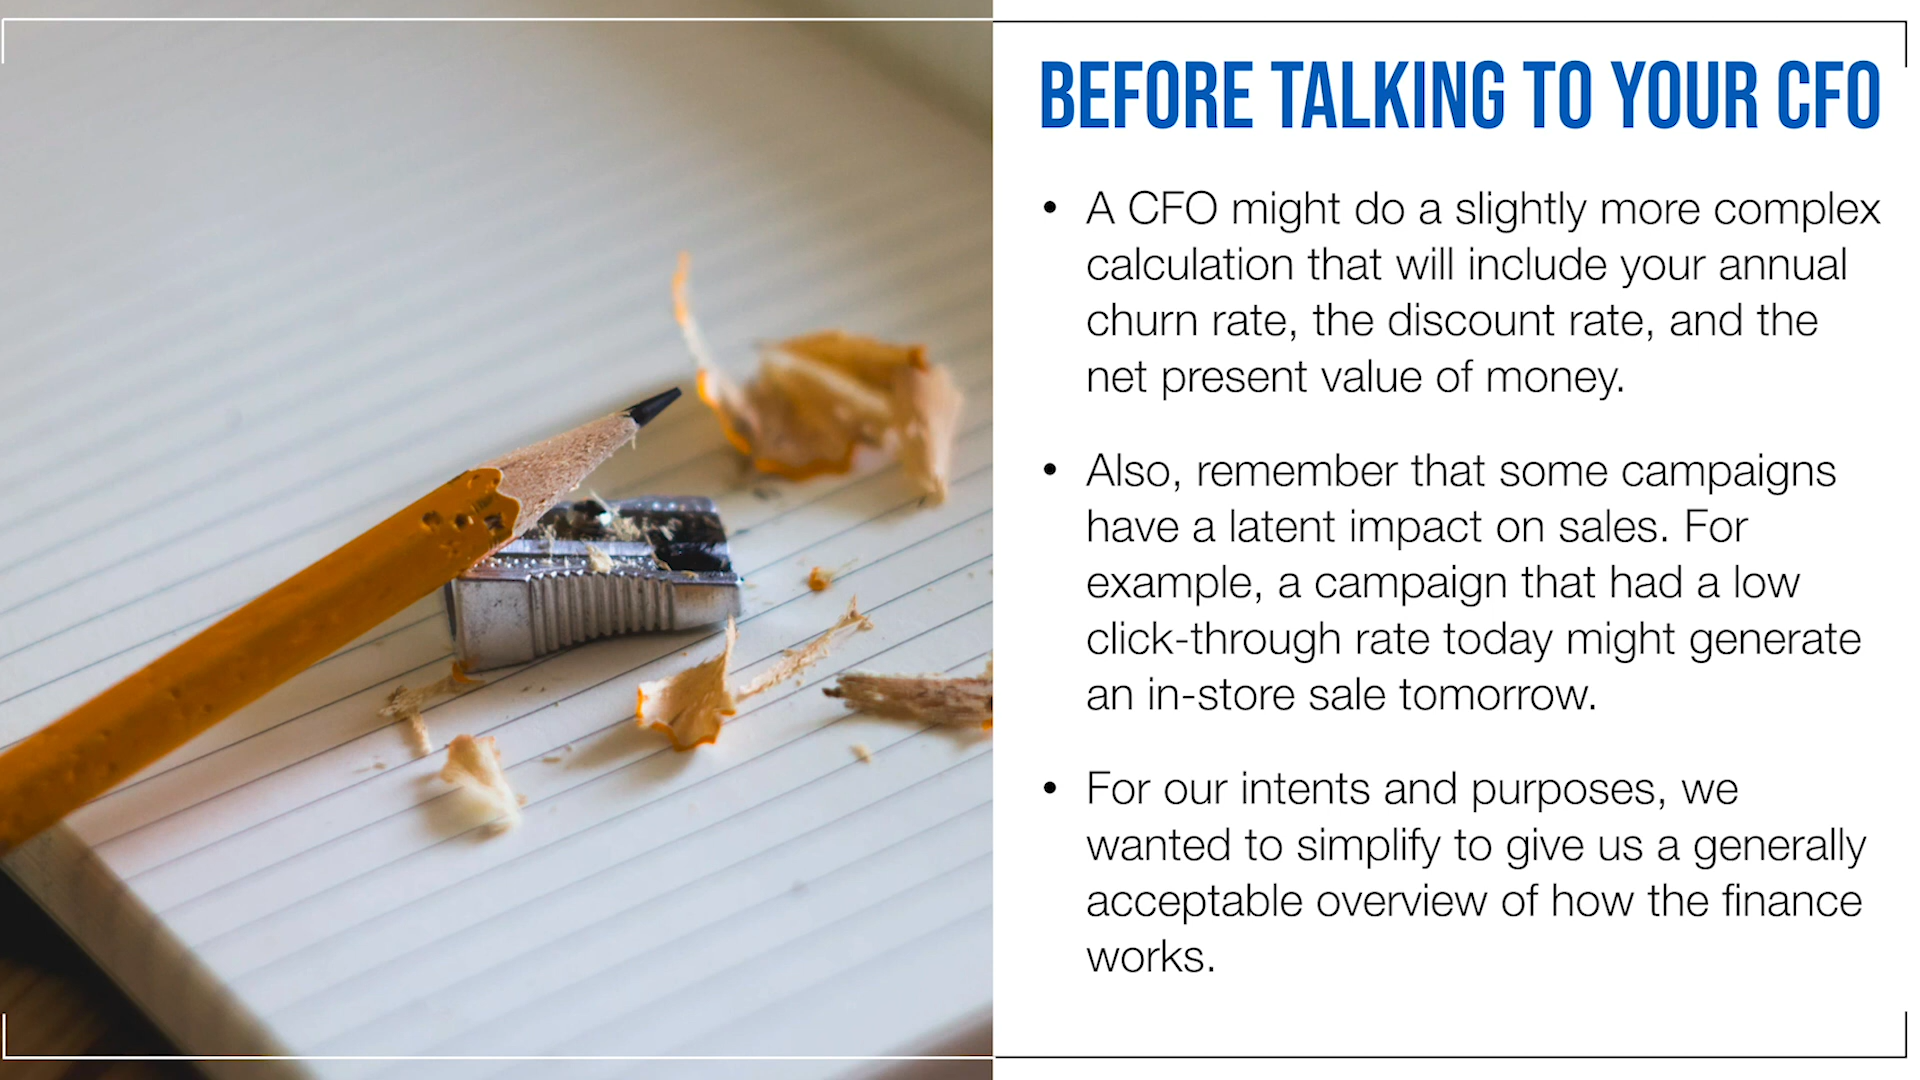 BEFORE TALKING TO YOUR CFO
• A CFO might do a slightly more complex
calculation that will include your annual
churn rate, the discount rate, and the
net present value of money.
• Also, remember that some campaigns
have a latent impact on sales. For
example, a campaign that had a low
click-through rate today might generate
an in-store sale tomorrow.
• For our intents and purposes, we
wanted to simplify to give us a generally
acceptable overview of how the finance
works.